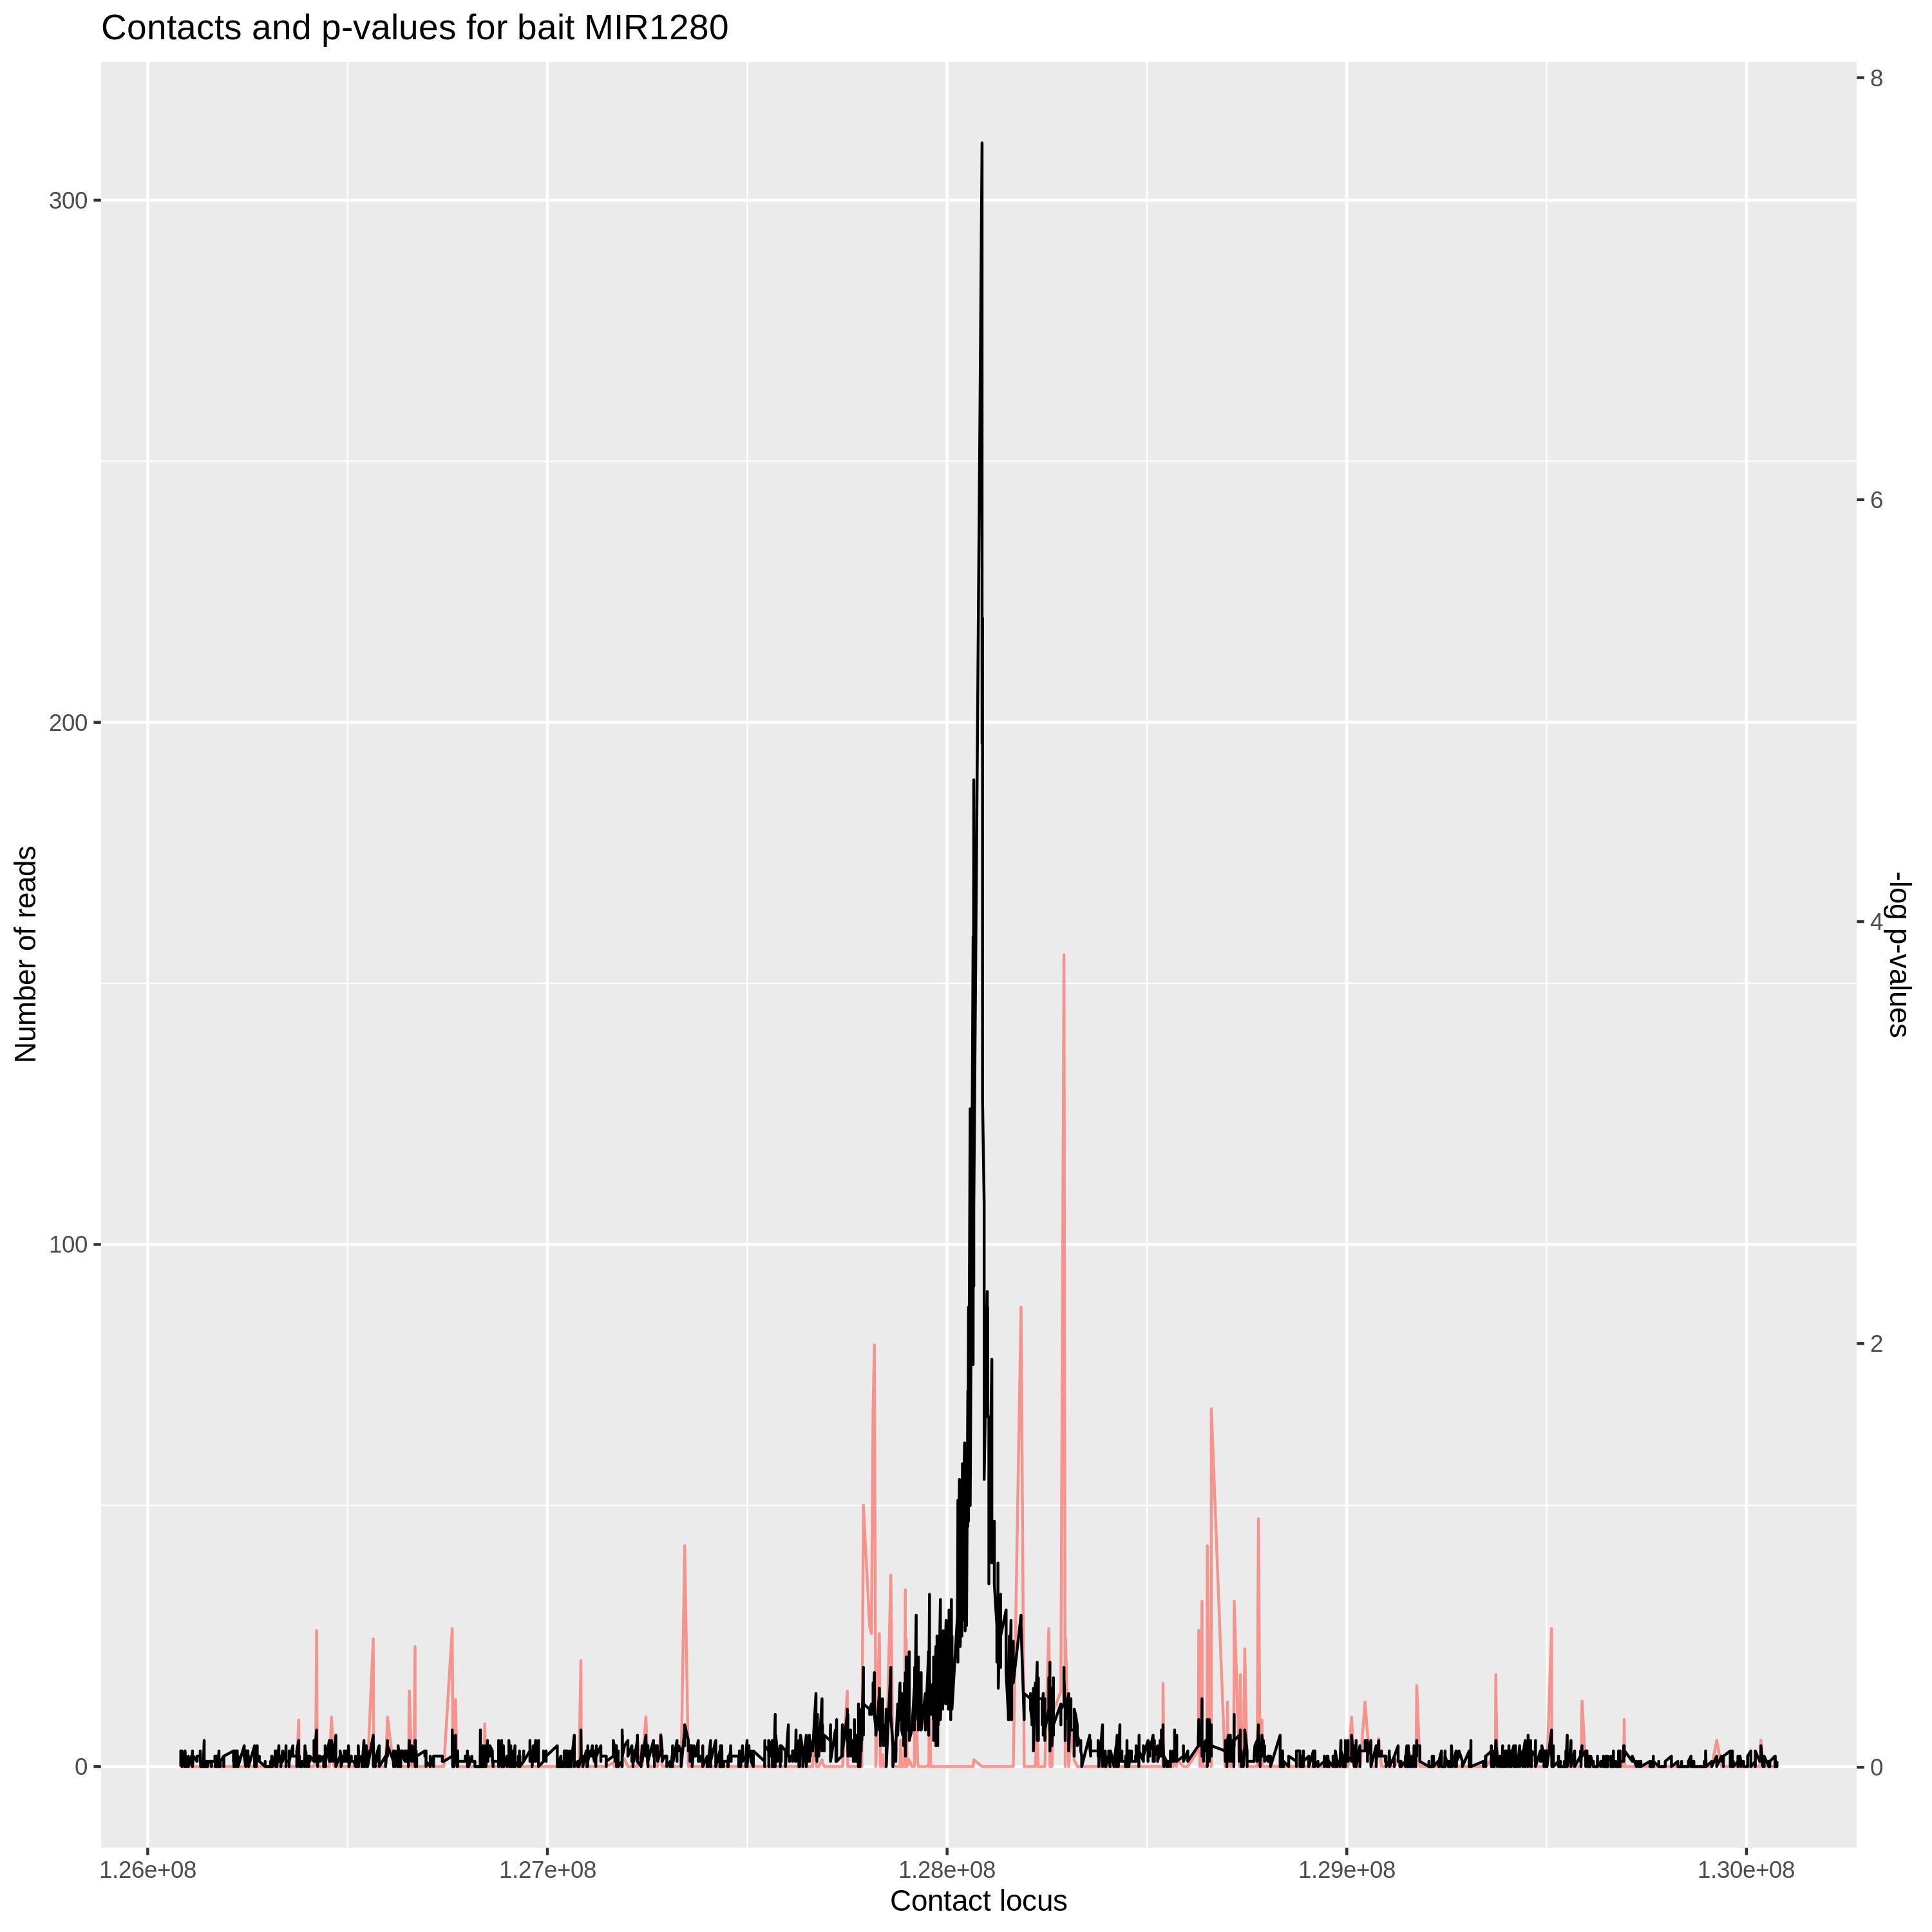 Contacts and p-values for bait MIR1280
300
200
100
0
Number of reads
8
6
4
2
0
-log p-values
1.26e+08
1.27e+08
1.28e+08
1.29e+08
1.30e+08
Contact locus